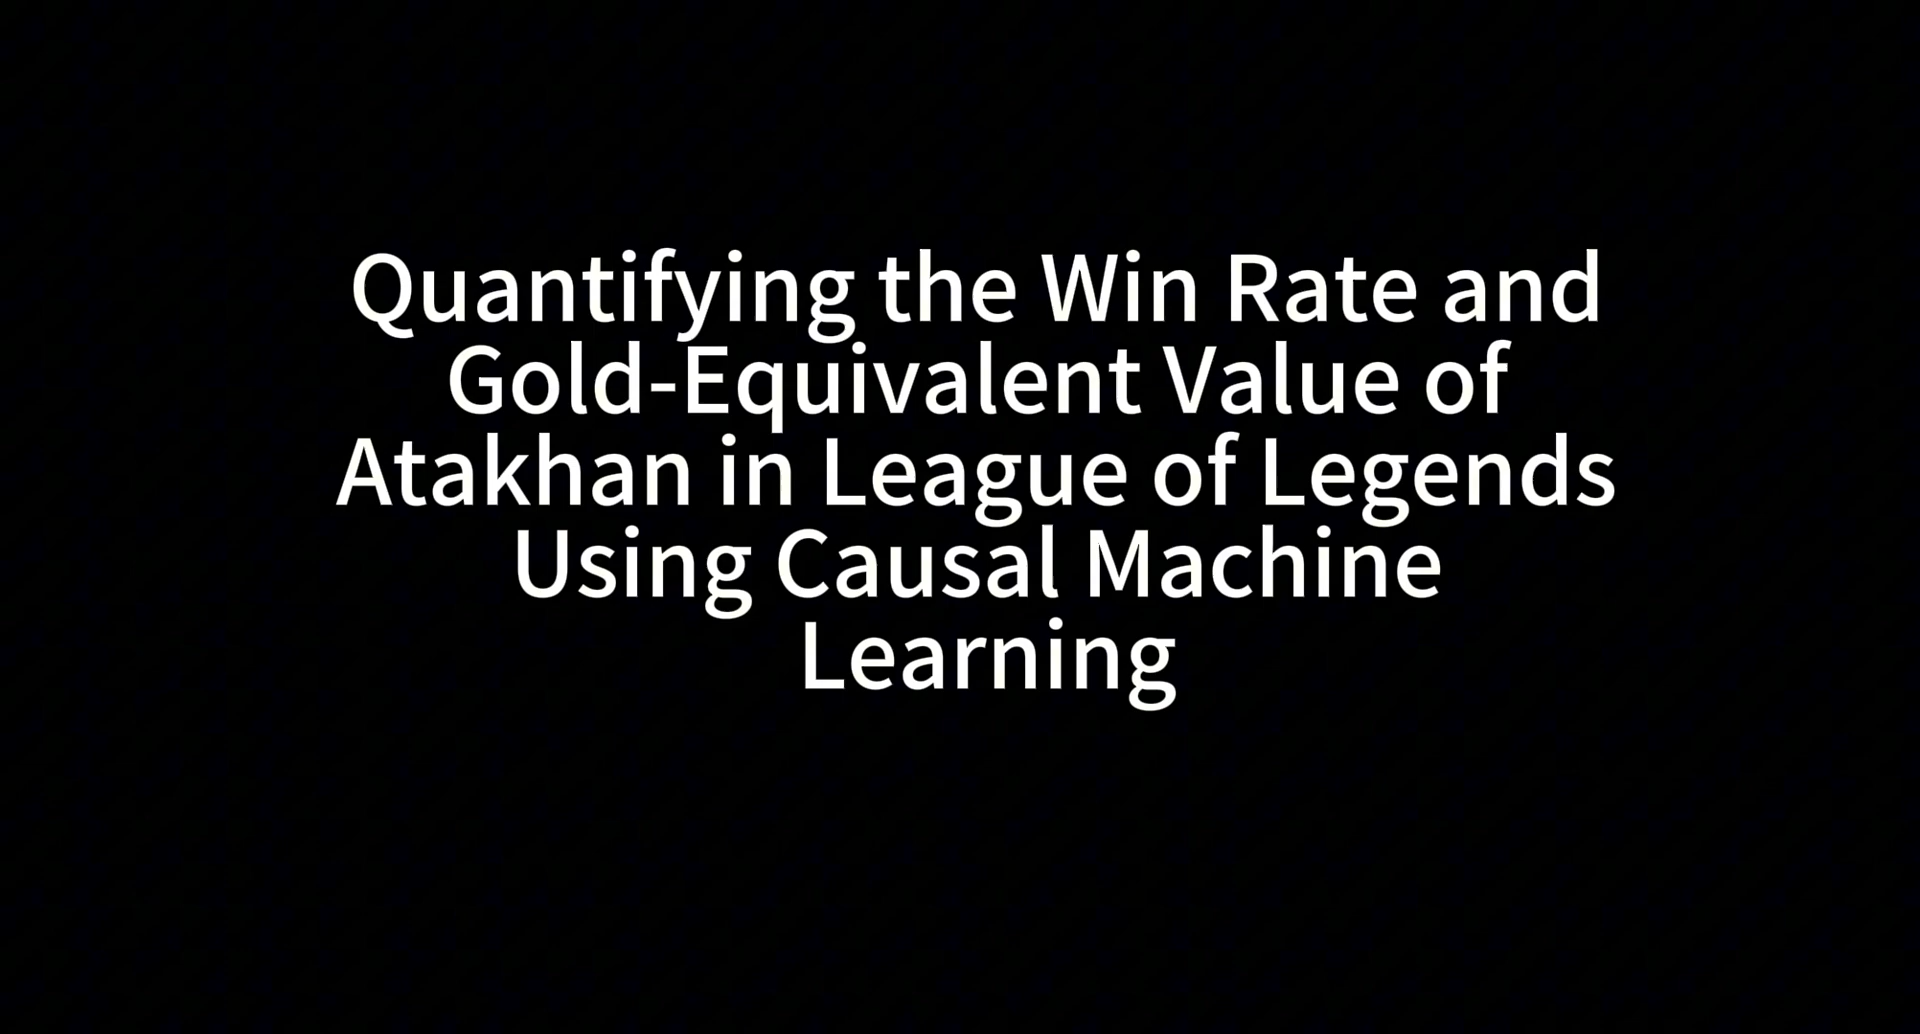 Quantifying the Win Rate and
Gold-Equivalent Value of
Atakhan in League of Legends
Using Causal Machine
Learning